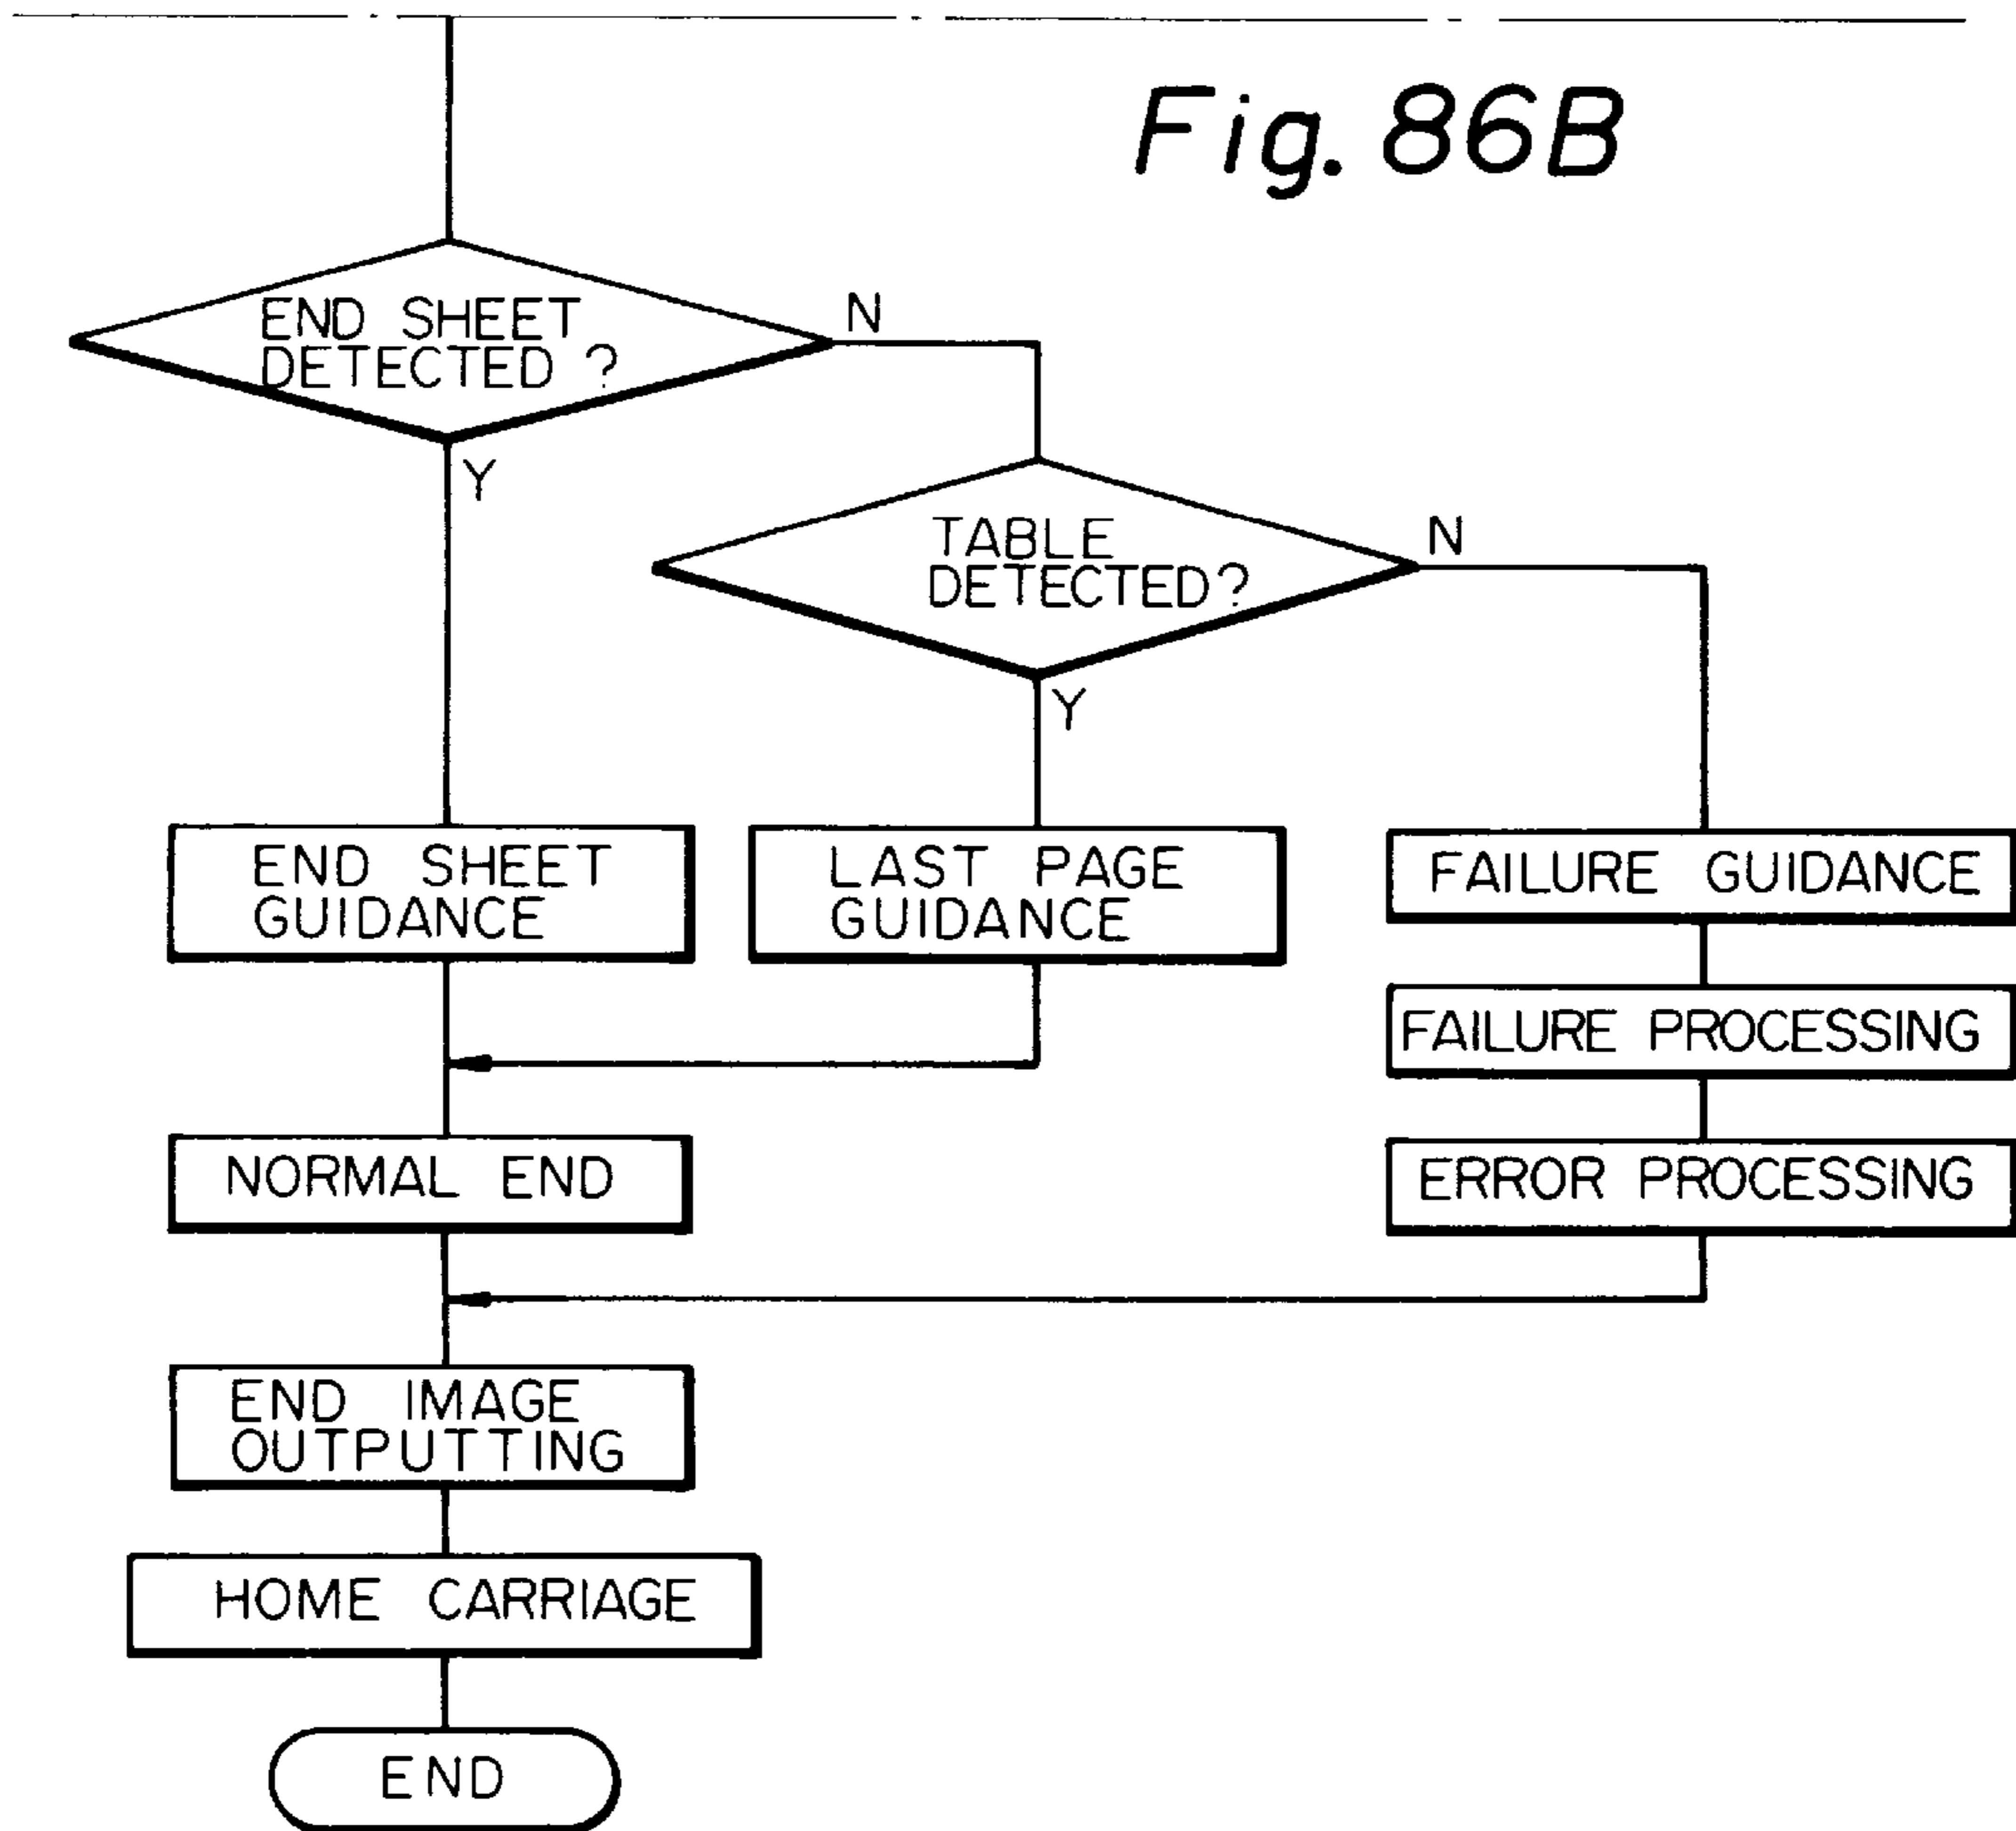 Fig. 86B
END SHEET
DETECTED ?
N
Y
TABLE
DETECTED?
N
Y
END SHEET
GUIDANCE
LAST PAGE
GUIDANCE
FAILURE GUIDANCE
FAILURE PROCESSING
NORMAL END
ERROR PROCESSING
END IMAGE
OUTPUTTING
HOME CARRIAGE
END